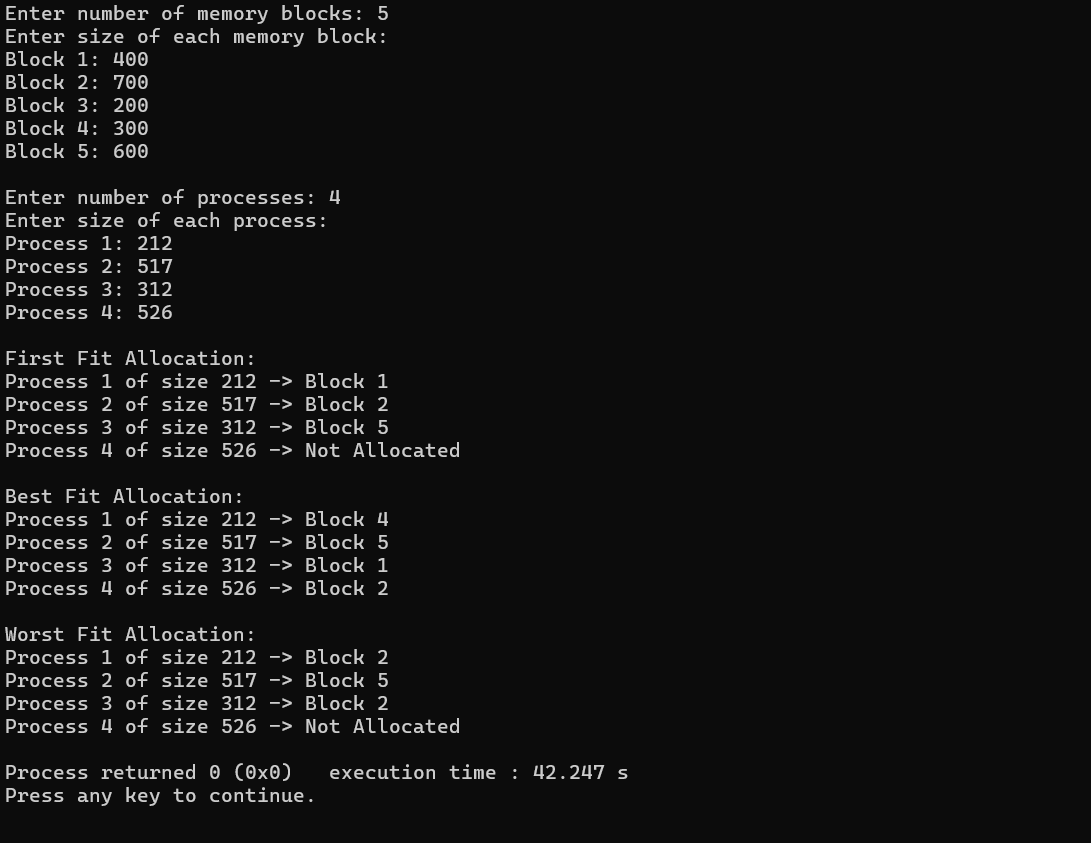 Enter number of memory blocks: 5
Enter size of each memory block:
Block 1: 400
Block 2: 700
Block 3: 200
Block 4: 300
Block 5: 600
Enter number of processes: 4
Enter size of each process:
Process 1: 212
Process 2: 517
Process 3: 312
Process 4: 526
First Fit Allocation:
Process 1 of size 212 -> Block 1
Process 2 of size 517 -> Block 2
Process 3 of size 312 -> Block 5
Process 4 of size 526 -> Not Allocated
Best Fit Allocation:
Process 1 of size 212 -> Block 4
Process 2 of size 517 -> Block 5
Process 3 of size 312 -> Block 1
Process 4 of size 526 -> Block 2
Worst Fit Allocation:
Process 1 of size 212 -> Block 2
Process 2 of size 517 -> Block 5
Process 3 of size 312 -> Block 2
Process 4 of size 526 -> Not Allocated
Process returned 0 (0x0)   execution time : 42.247 s
Press any key to continue.